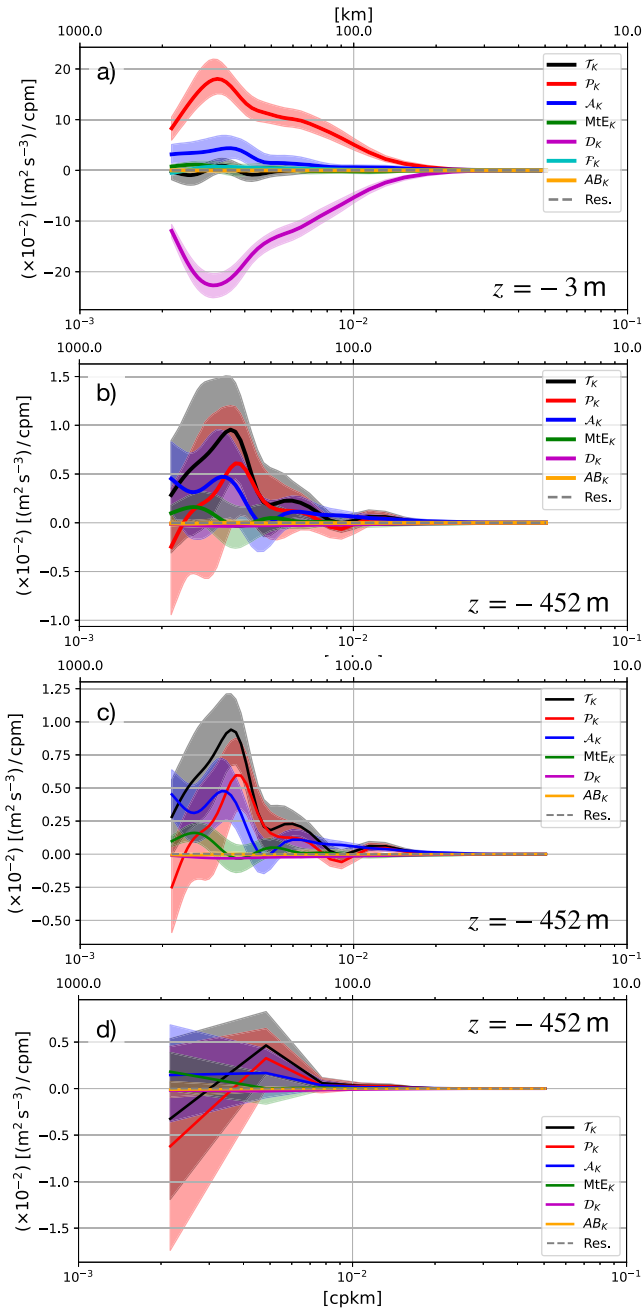 [km]
1000.0 100.0 10.0
a)
20
10
0
−10
−20
(×10⁻²) [(m² s⁻³)/cpm]
𝒯_K
𝒫_K
𝒜_K
MtE_K
𝒟_K
ℱ_K
AB_K
Res.
z = − 3 m
10⁻³ 10⁻² 10⁻¹
1000.0 100.0 10.0
b)
1.5
1.0
0.5
0.0
−0.5
−1.0
(×10⁻²) [(m² s⁻³)/cpm]
𝒯_K
𝒫_K
𝒜_K
MtE_K
𝒟_K
AB_K
Res.
z = − 452 m
10⁻³ 10⁻² 10⁻¹
1000.0 100.0 10.0
c)
1.25
1.00
0.75
0.50
0.25
0.00
−0.25
−0.50
(×10⁻²) [(m² s⁻³)/cpm]
𝒯_K
𝒫_K
𝒜_K
MtE_K
𝒟_K
AB_K
Res.
z = − 452 m
10⁻³ 10⁻² 10⁻¹
1000.0 100.0 10.0
d)
z = − 452 m
0.5
0.0
−0.5
−1.0
−1.5
(×10⁻²) [(m² s⁻³)/cpm]
𝒯_K
𝒫_K
𝒜_K
MtE_K
𝒟_K
AB_K
Res.
10⁻³ 10⁻² 10⁻¹
[cpkm]